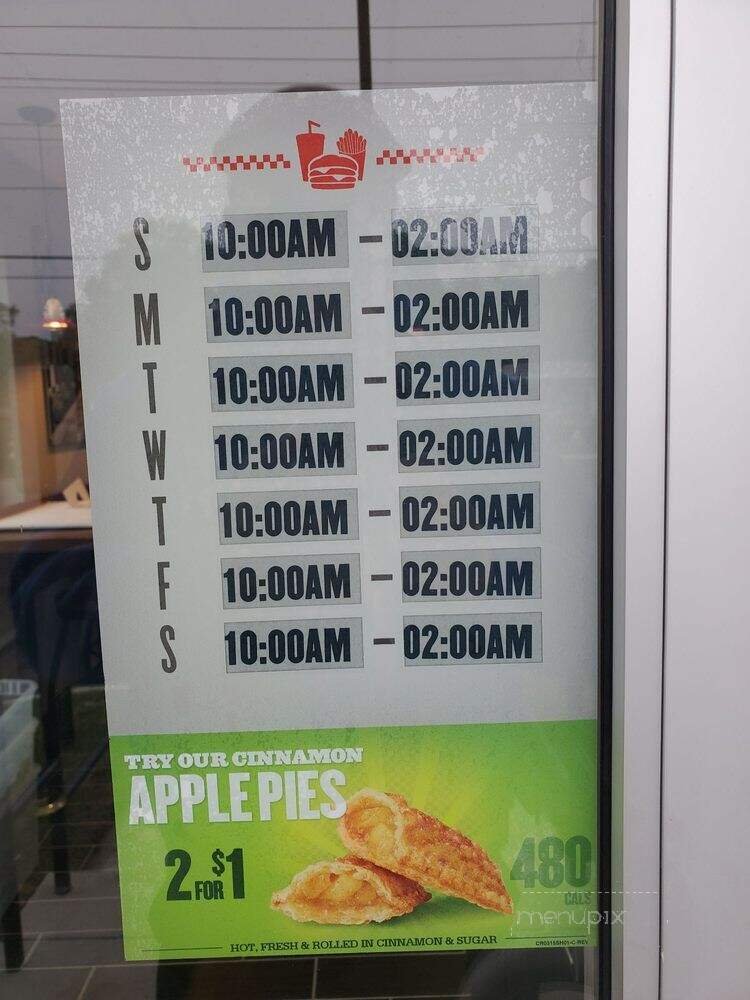 S 10:00AM – 02:00AM
M 10:00AM – 02:00AM
T 10:00AM – 02:00AM
W 10:00AM – 02:00AM
T 10:00AM – 02:00AM
F 10:00AM – 02:00AM
S 10:00AM – 02:00AM
TRY OUR CINNAMON
APPLE PIES
2 FOR $1
480
CALS
menupix
HOT, FRESH & ROLLED IN CINNAMON & SUGAR
CR0315SH01-C-REV